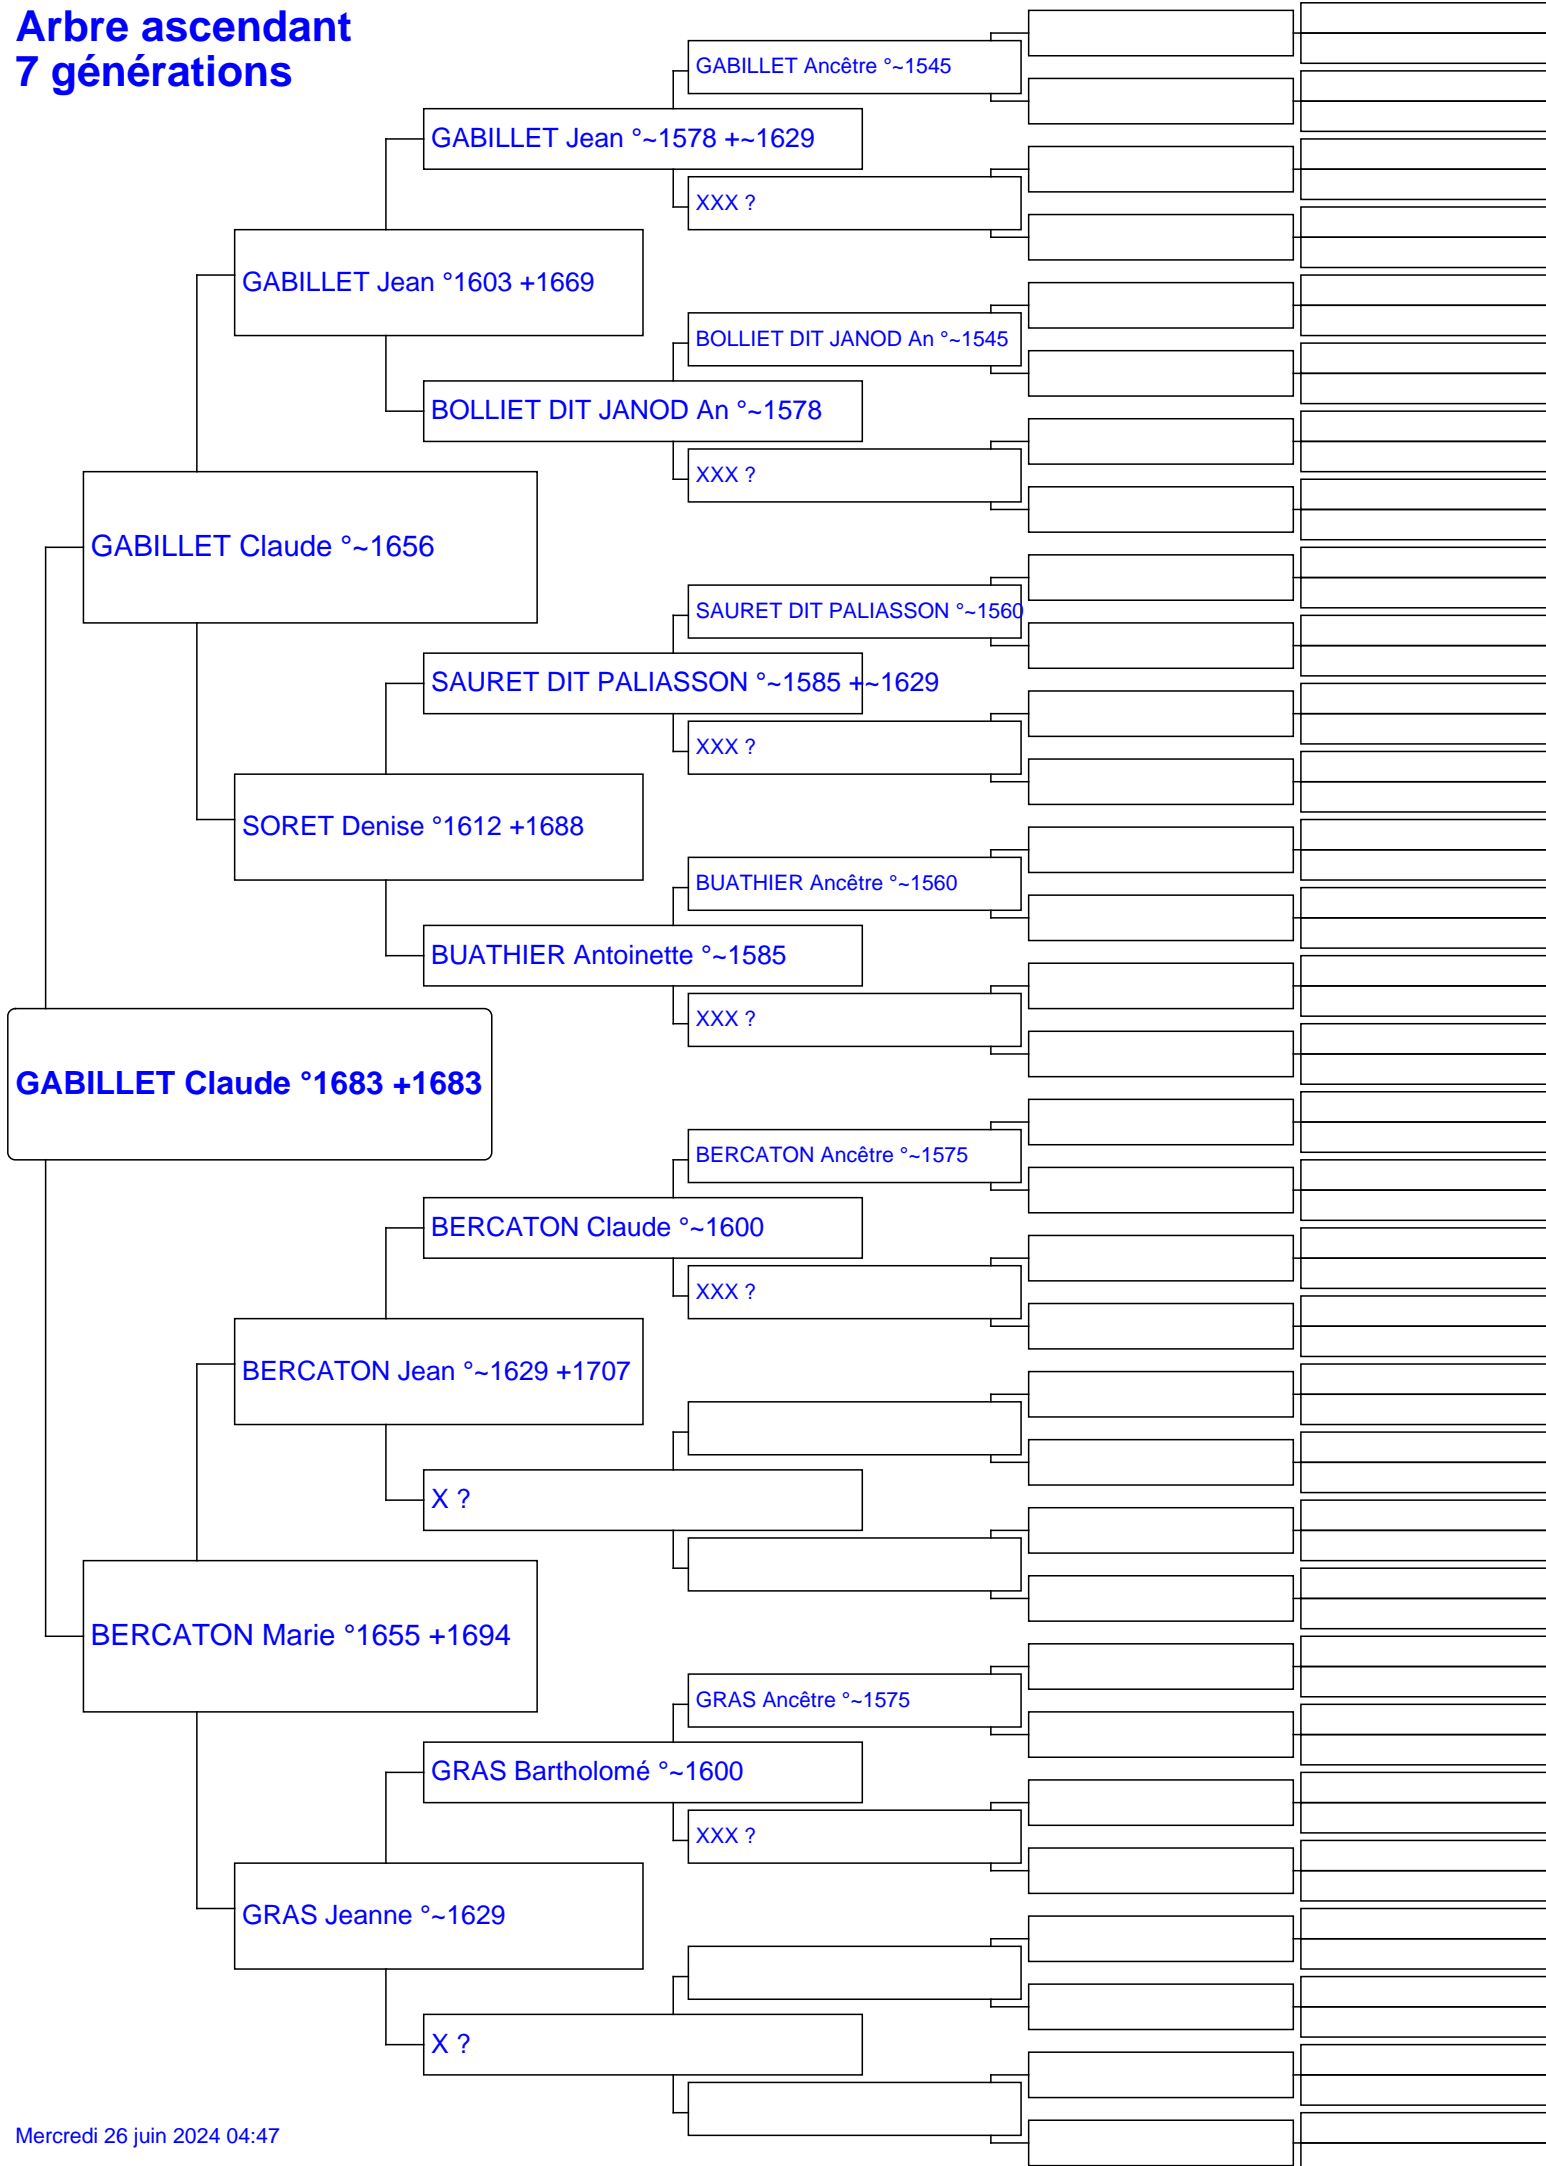 Arbre ascendant
7 générations
GABILLET Ancêtre °~1545
GABILLET Jean °~1578 +~1629
XXX ?
GABILLET Jean °1603 +1669
BOLLIET DIT JANOD An °~1545
BOLLIET DIT JANOD An °~1578
XXX ?
GABILLET Claude °~1656
SAURET DIT PALIASSON °~1560
SAURET DIT PALIASSON °~1585 +~1629
XXX ?
SORET Denise °1612 +1688
BUATHIER Ancêtre °~1560
BUATHIER Antoinette °~1585
XXX ?
GABILLET Claude °1683 +1683
BERCATON Ancêtre °~1575
BERCATON Claude °~1600
XXX ?
BERCATON Jean °~1629 +1707
X ?
BERCATON Marie °1655 +1694
GRAS Ancêtre °~1575
GRAS Bartholomé °~1600
XXX ?
GRAS Jeanne °~1629
X ?
Mercredi 26 juin 2024 04:47